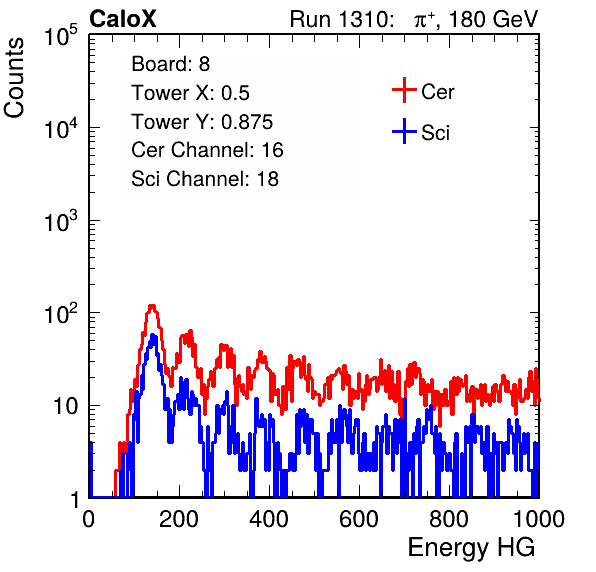 CaloX Run 1310: π⁺, 180 GeV
Counts
10⁵
10⁴
10³
10²
10
1
Board: 8
Tower X: 0.5
Tower Y: 0.875
Cer Channel: 16
Sci Channel: 18
Cer
Sci
0 200 400 600 800 1000
Energy HG